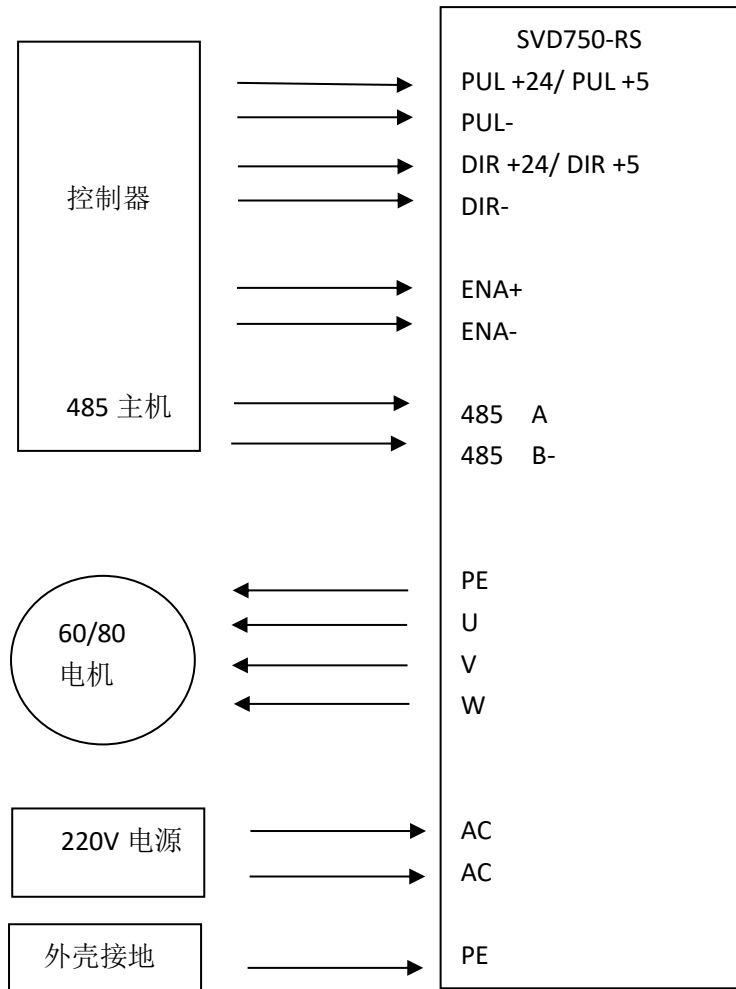 SVD750-RS
PUL +24/ PUL +5
PUL-
DIR +24/ DIR +5
控制器
DIR-
ENA+
ENA-
485 主机
485 A
485 B-
PE
60/80
电机
U
V
W
220V 电源
AC
AC
外壳接地
PE